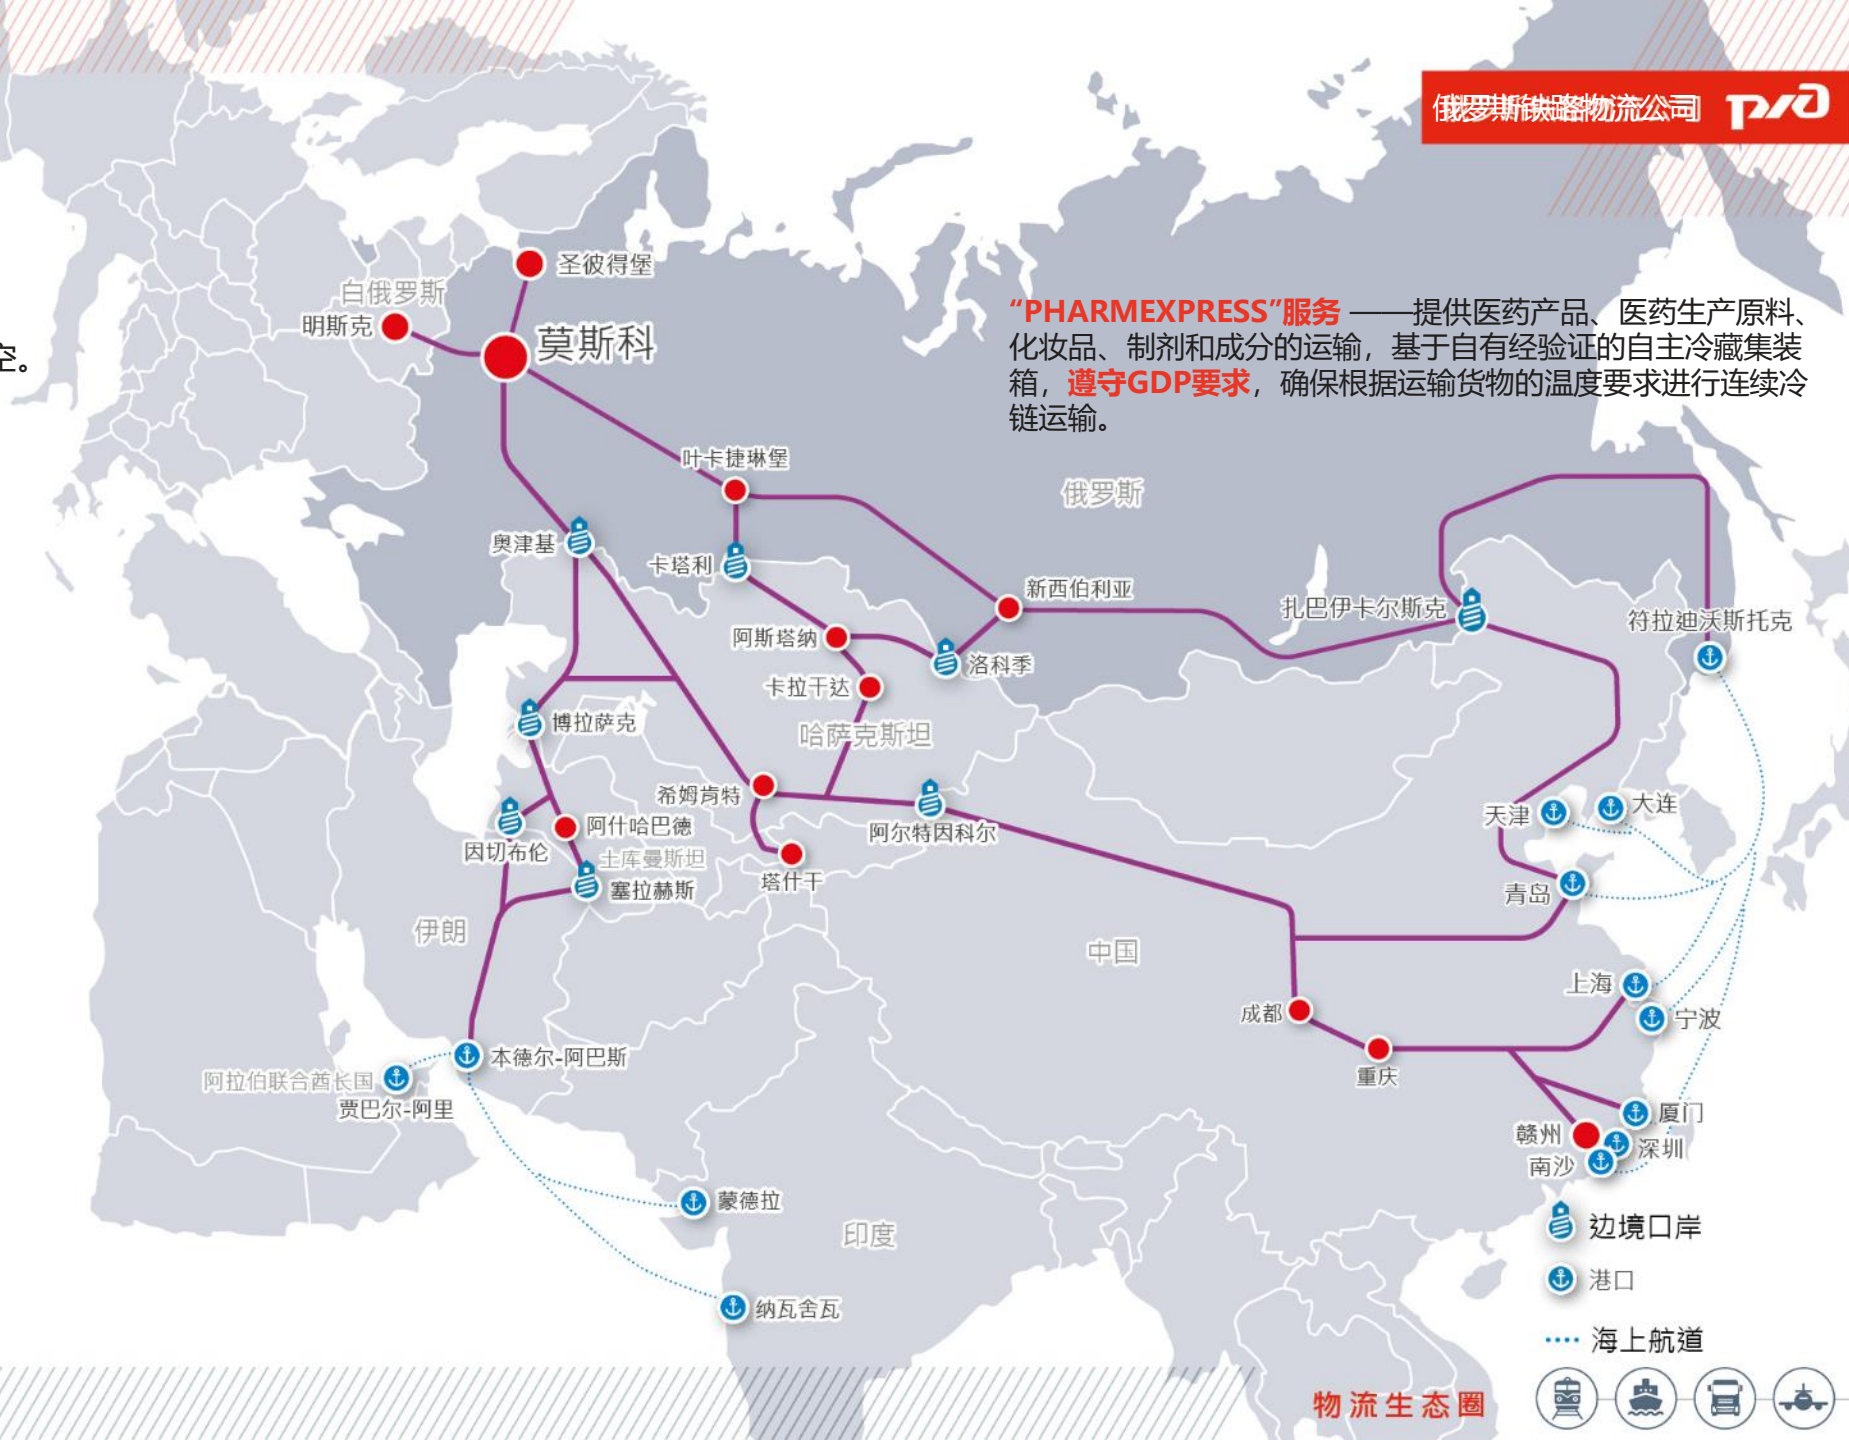 俄罗斯铁路物流公司 ржд
空。
“PHARMEXPRESS”服务 ——提供医药产品、医药生产原料、
化妆品、制剂和成分的运输，基于自有经验证的自主冷藏集装
箱，遵守GDP要求，确保根据运输货物的温度要求进行连续冷
链运输。
圣彼得堡
白俄罗斯
明斯克
莫斯科
叶卡捷琳堡
俄罗斯
奥津基
卡塔利
新西伯利亚
扎巴伊卡尔斯克
符拉迪沃斯托克
阿斯塔纳
洛科季
卡拉干达
博拉萨克
哈萨克斯坦
希姆肯特
阿尔特因科尔
天津
大连
阿什哈巴德
因切布伦
土库曼斯坦
塔什干
塞拉赫斯
青岛
伊朗
中国
上海
成都
宁波
本德尔-阿巴斯
阿拉伯联合酋长国
贾巴尔-阿里
重庆
厦门
赣州
深圳
南沙
蒙德拉
印度
边境口岸
港口
纳瓦舍瓦
海上航道
物流生态圈